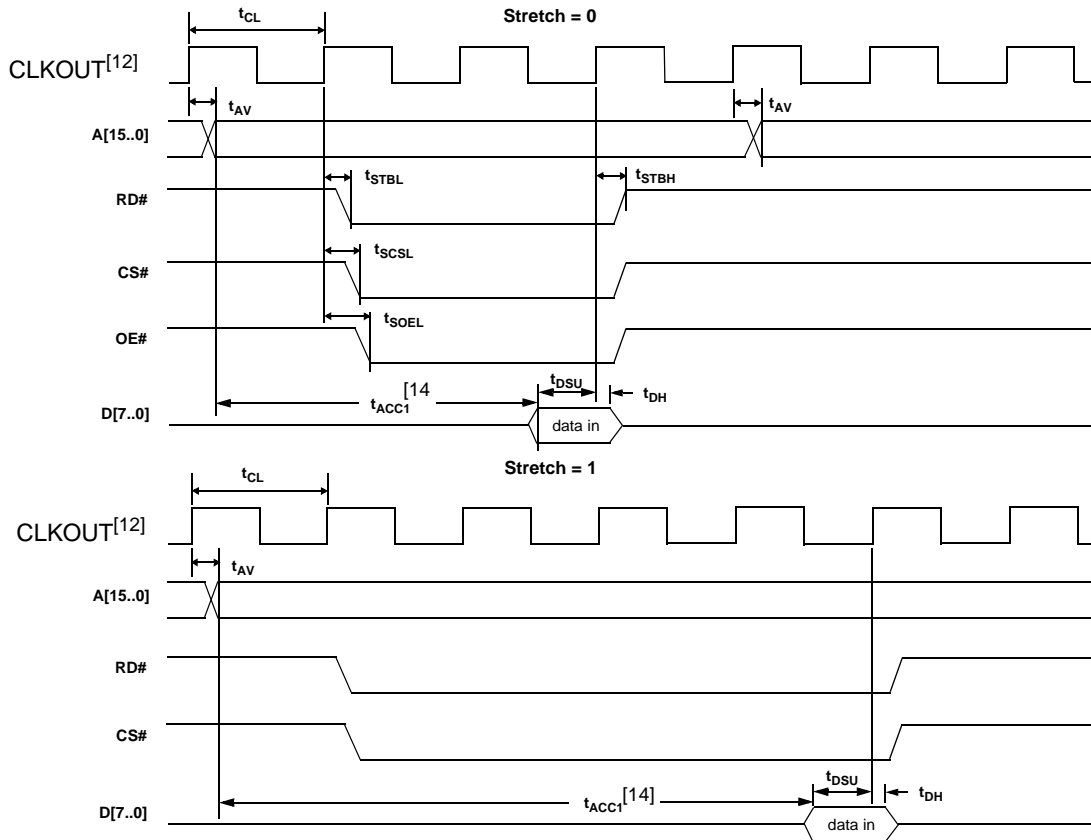 Stretch = 0
tCL
CLKOUT[12]
tAV
tAV
A[15..0]
tSTBL
tSTBH
RD#
tSCSL
CS#
tSOEL
OE#
tDSU
[14
tACC1
tDH
D[7..0]
data in
Stretch = 1
tCL
CLKOUT[12]
tAV
A[15..0]
RD#
CS#
tDSU
tACC1[14]
tDH
D[7..0]
data in